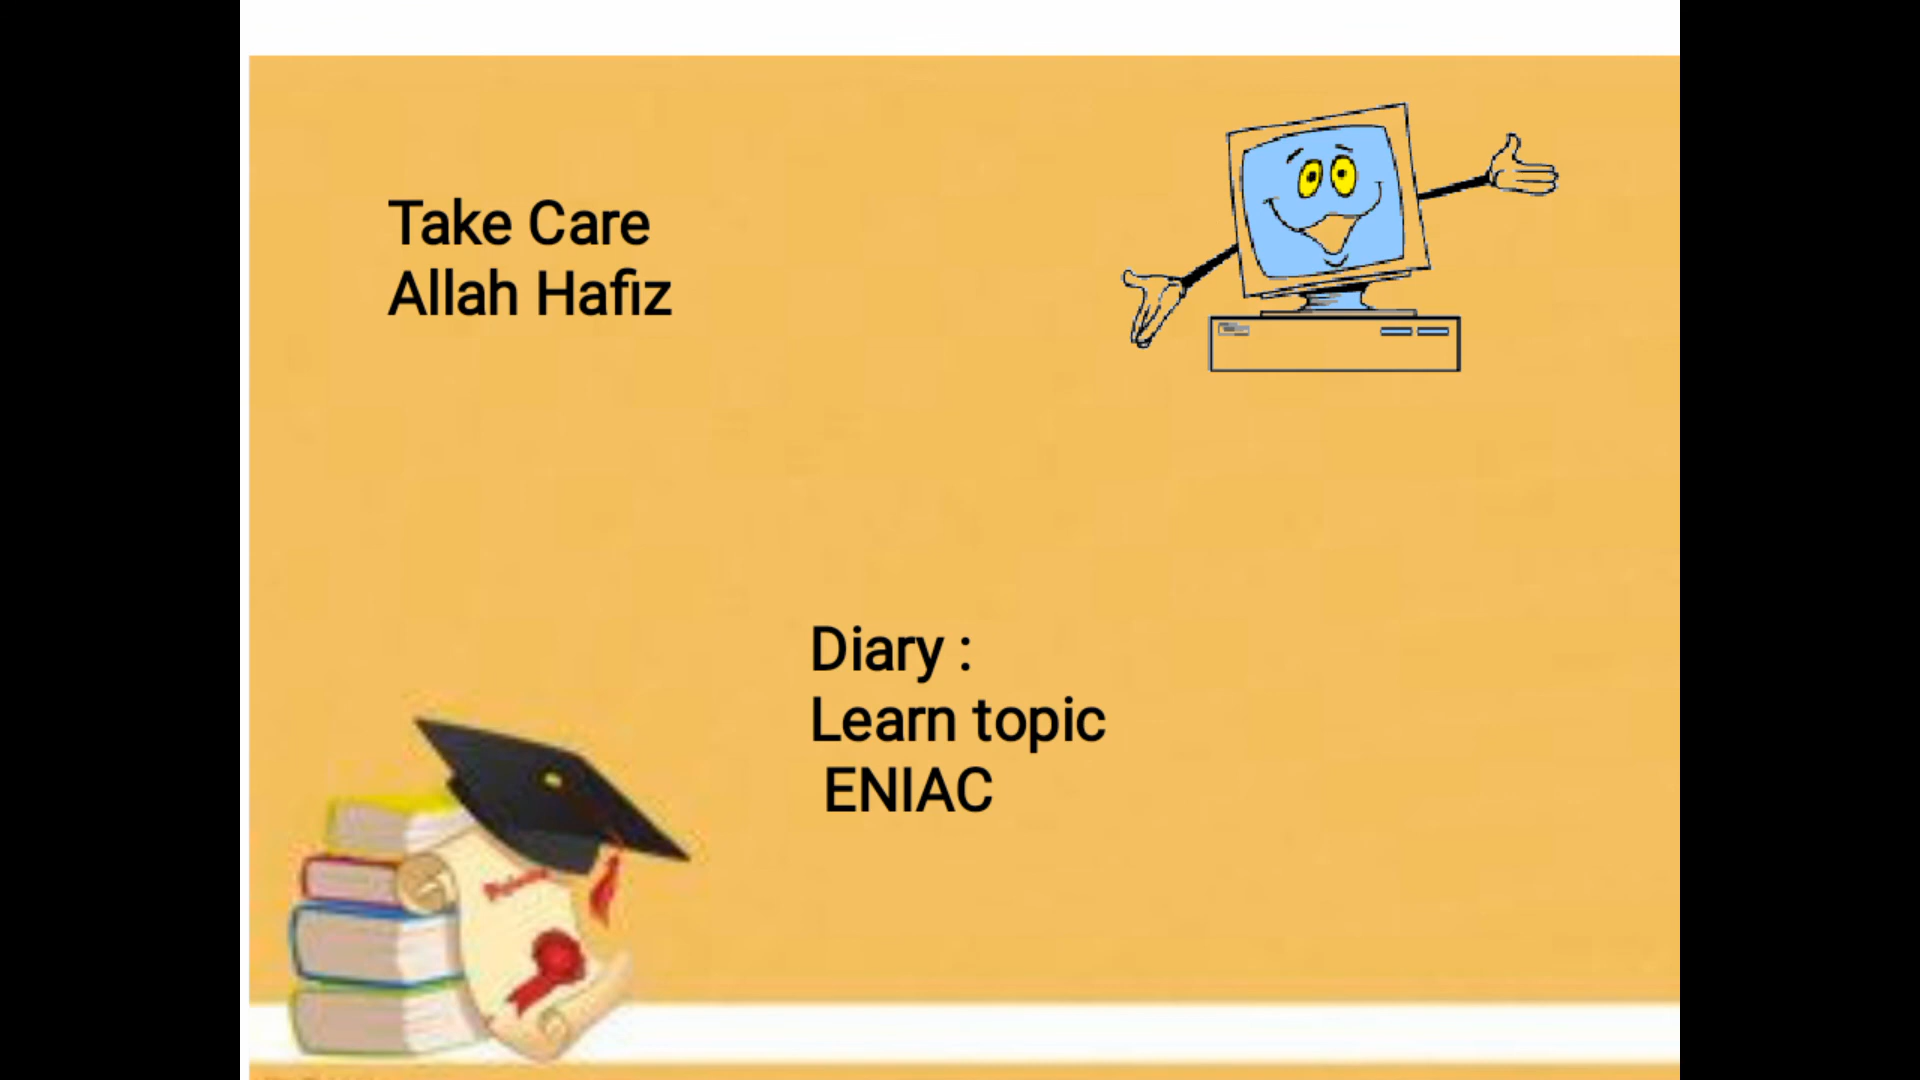 Take Care
Allah Hafiz
Diary :
Learn topic
ENIAC